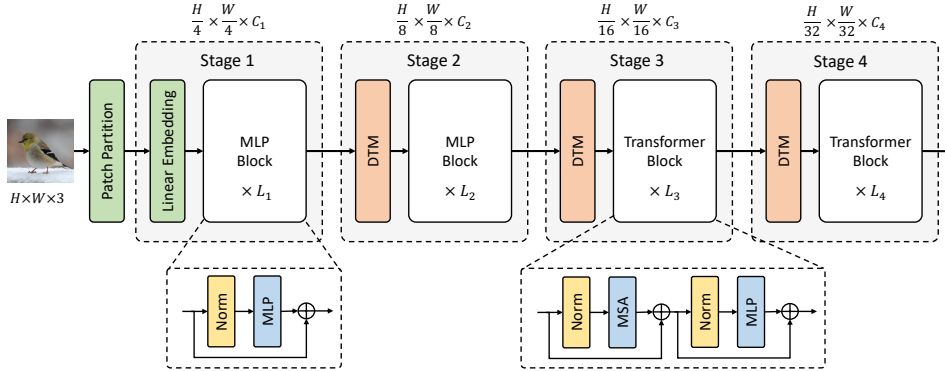 H/4 × W/4 × C₁
H/8 × W/8 × C₂
H/16 × W/16 × C₃
H/32 × W/32 × C₄
Stage 1
Stage 2
Stage 3
Stage 4
H×W×3
Patch Partition
Linear Embedding
MLP
Block
× L₁
DTM
MLP
Block
× L₂
DTM
Transformer
Block
× L₃
DTM
Transformer
Block
× L₄
Norm
MLP
Norm
MSA
Norm
MLP